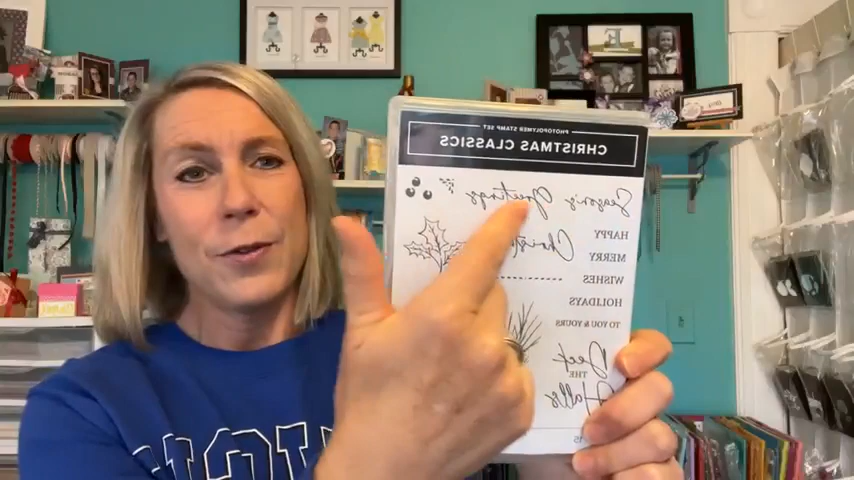 PHOTOPOLYMER STAMP SET
CHRISTMAS CLASSICS
Season's Greetings
HAPPY
MERRY
WISHES
HOLIDAYS
TO YOU & YOURS
Deck
THE
Halls